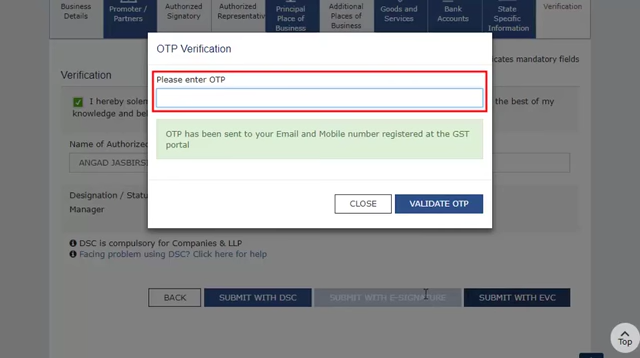 Business
Details
Promoter /
Partners
Authorized
Signatory
Authorized
Representative
Principal
Place of
Business
Additional
Places of
Business
Goods and
Services
Bank
Accounts
State
Specific
Information
Verification
OTP Verification
dicates mandatory fields
Verification
Please enter OTP
I hereby solem
the best of my
knowledge and bel
OTP has been sent to your Email and Mobile number registered at the GST
portal
Name of Authorized
ANGAD JASBIRS
Designation / Status
Manager
CLOSE
VALIDATE OTP
DSC is compulsory for Companies & LLP
Facing problem using DSC? Click here for help
BACK
SUBMIT WITH DSC
SUBMIT WITH E-SIGNATURE
SUBMIT WITH EVC
Top